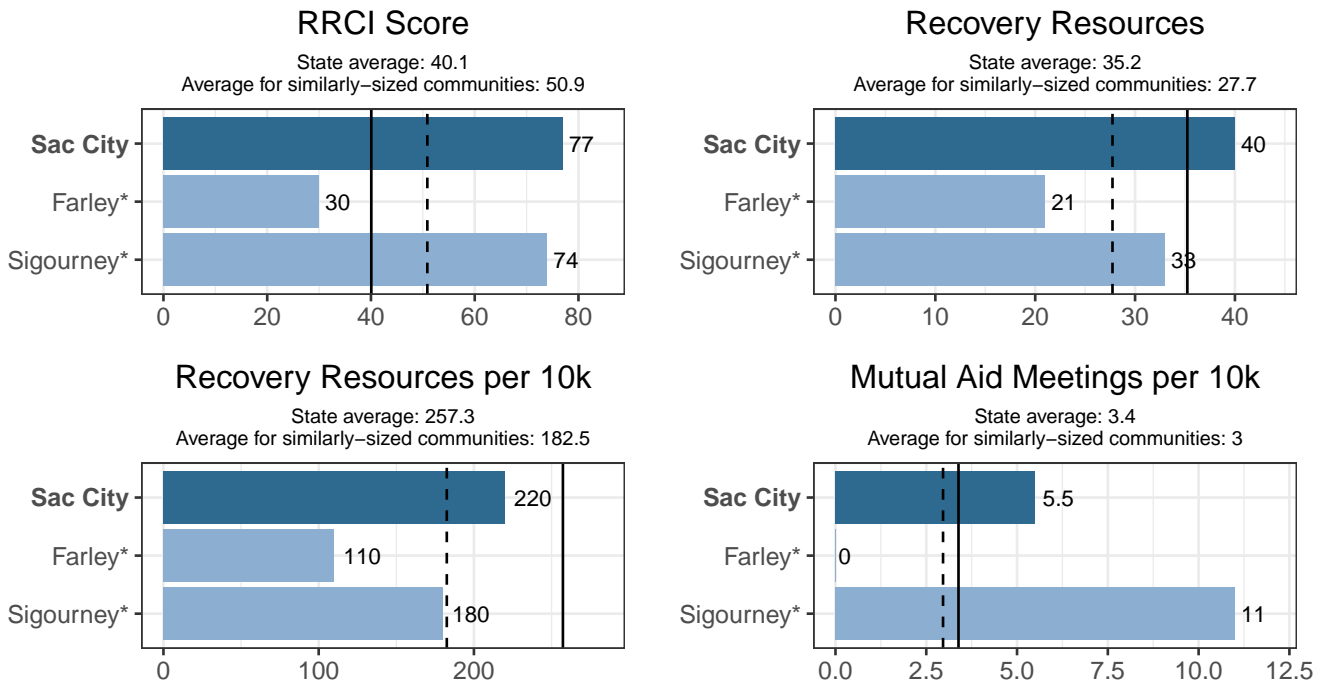 RRCI Score
State average: 40.1
Average for similarly−sized communities: 50.9
Sac City
77
Farley*
30
Sigourney*
74
0 20 40 60 80
Recovery Resources
State average: 35.2
Average for similarly−sized communities: 27.7
Sac City
40
Farley*
21
Sigourney*
33
0 10 20 30 40
Recovery Resources per 10k
State average: 257.3
Average for similarly−sized communities: 182.5
Sac City
220
Farley*
110
Sigourney*
180
0 100 200
Mutual Aid Meetings per 10k
State average: 3.4
Average for similarly−sized communities: 3
Sac City
5.5
Farley*
0
Sigourney*
11
0.0 2.5 5.0 7.5 10.0 12.5